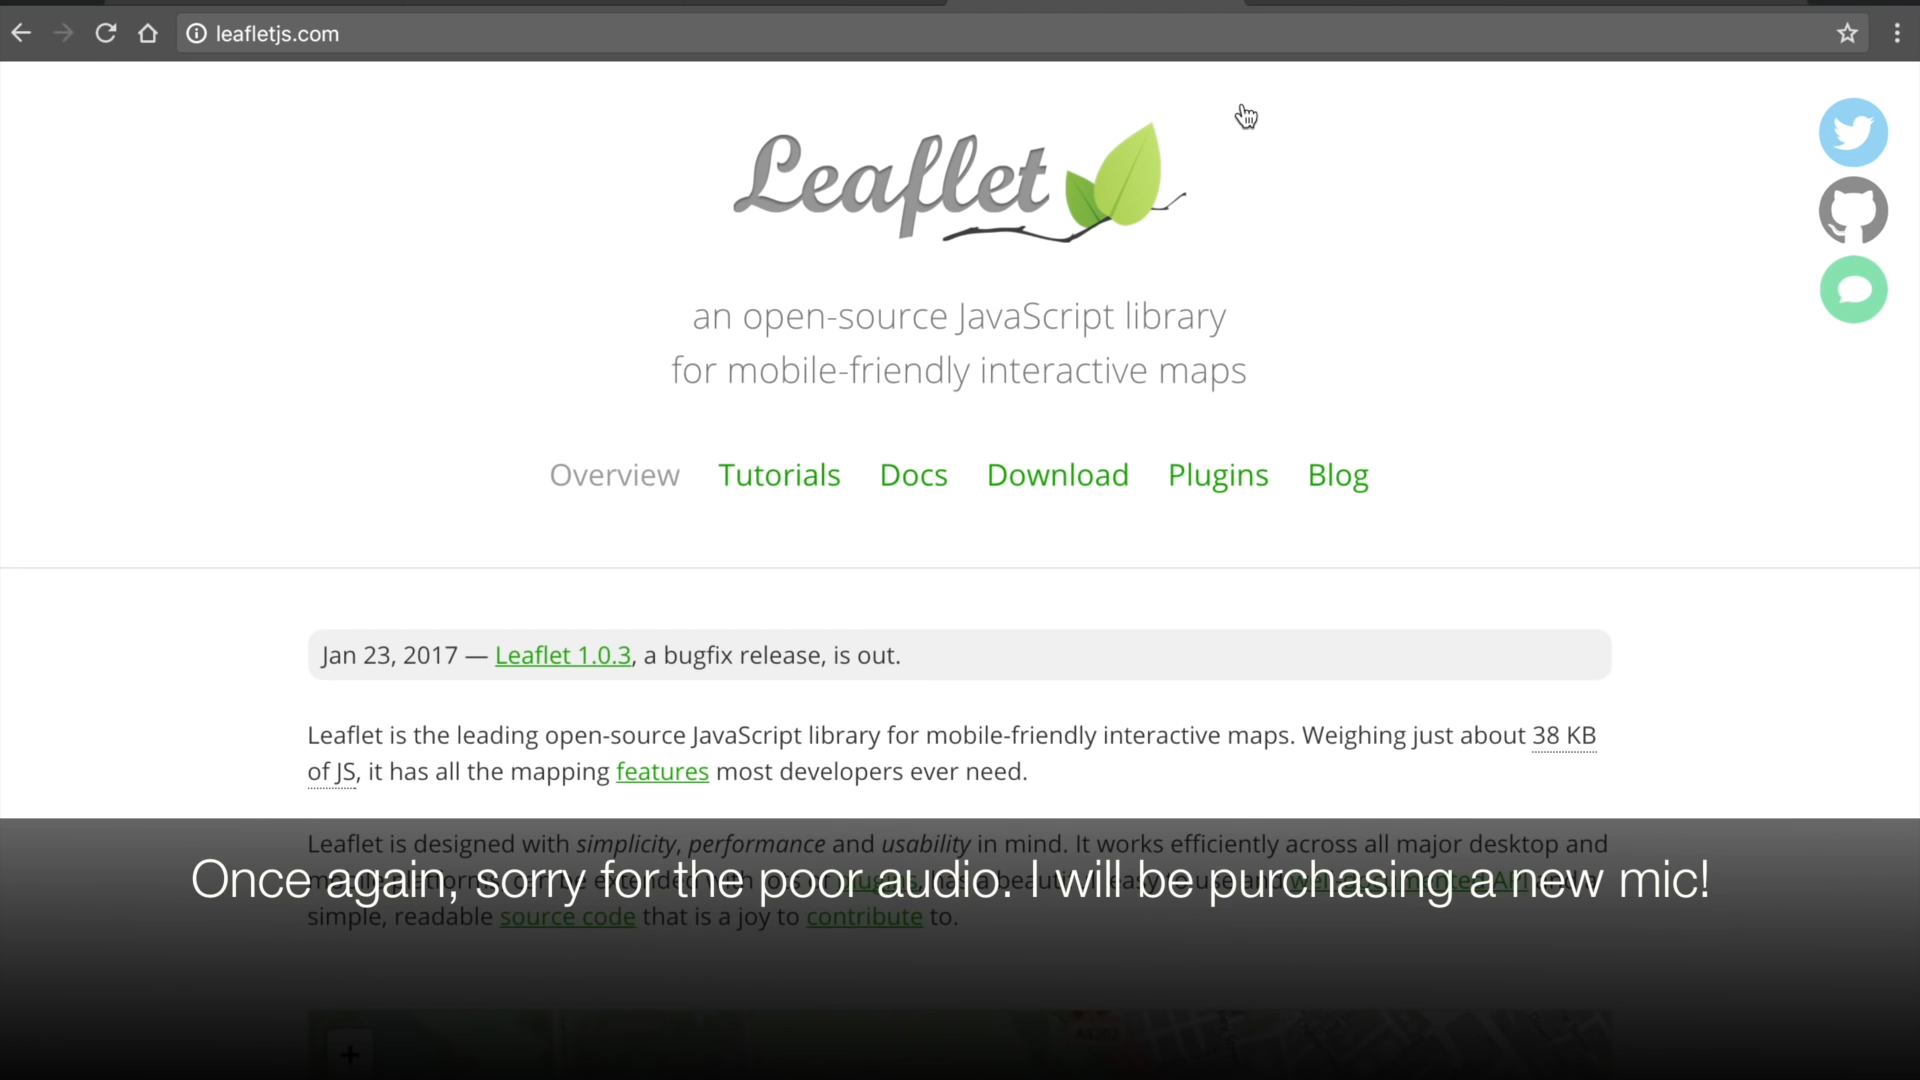 leafletjs.com
Leaflet
an open-source JavaScript library
for mobile-friendly interactive maps
Overview Tutorials Docs Download Plugins Blog
Jan 23, 2017 — Leaflet 1.0.3, a bugfix release, is out.
Leaflet is the leading open-source JavaScript library for mobile-friendly interactive maps. Weighing just about 38 KB
of JS, it has all the mapping features most developers ever need.
Leaflet is designed with simplicity, performance and usability in mind. It works efficiently across all major desktop and
Once again, sorry for the poor audio. I will be purchasing a new mic!
simple, readable source code that is a joy to contribute to.
+